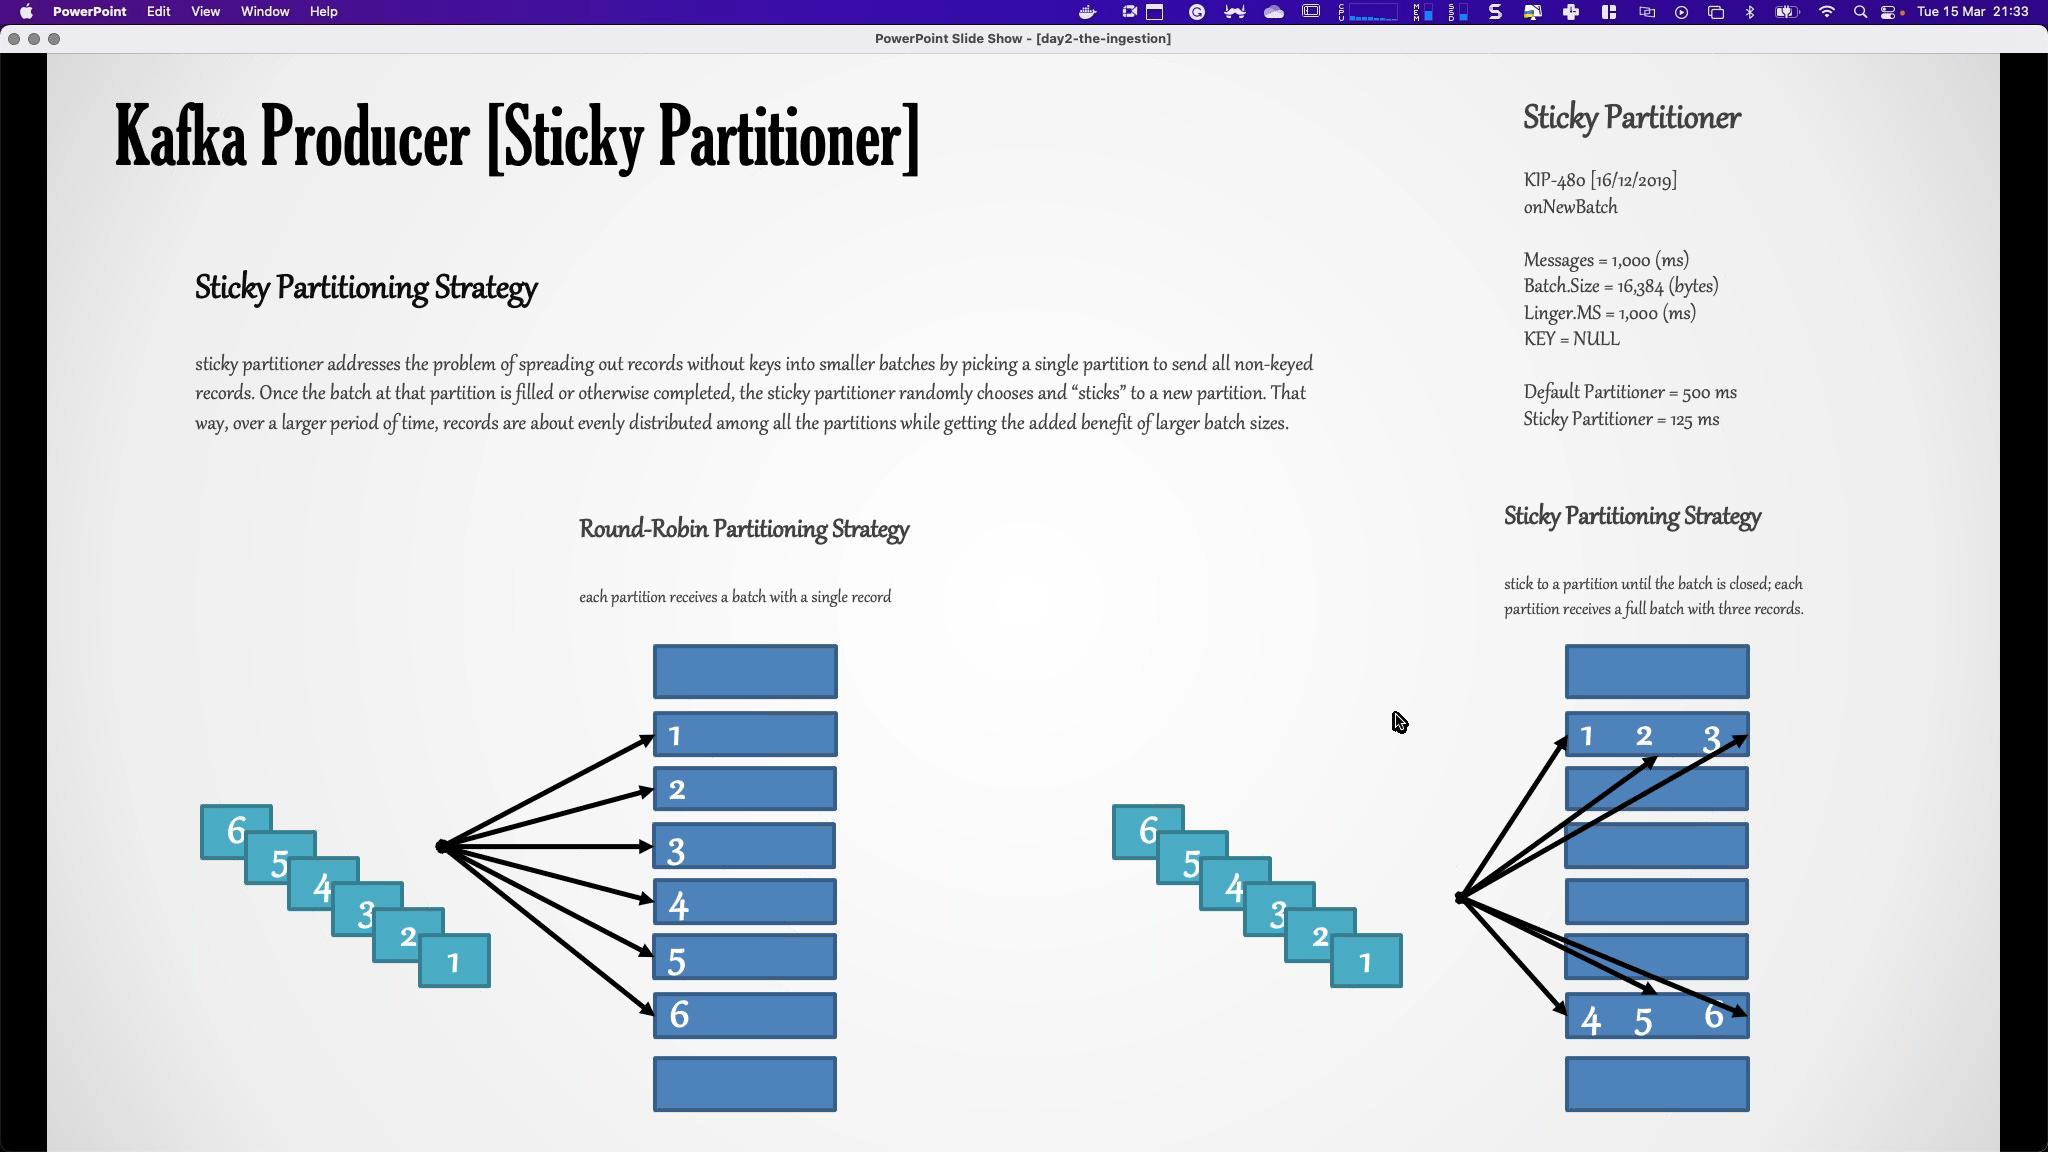 PowerPoint Edit View Window Help
Tue 15 Mar 21:33
PowerPoint Slide Show - [day2-the-ingestion]
Kafka Producer [Sticky Partitioner]
Sticky Partitioner
KIP-480 [16/12/2019]
onNewBatch
Messages = 1,000 (ms)
Batch.Size = 16,384 (bytes)
Linger.MS = 1,000 (ms)
KEY = NULL
Default Partitioner = 500 ms
Sticky Partitioner = 125 ms
Sticky Partitioning Strategy
sticky partitioner addresses the problem of spreading out records without keys into smaller batches by picking a single partition to send all non-keyed
records. Once the batch at that partition is filled or otherwise completed, the sticky partitioner randomly chooses and “sticks” to a new partition. That
way, over a larger period of time, records are about evenly distributed among all the partitions while getting the added benefit of larger batch sizes.
Round-Robin Partitioning Strategy
each partition receives a batch with a single record
6
5
4
3
2
1
1
2
3
4
5
6
Sticky Partitioning Strategy
stick to a partition until the batch is closed; each
partition receives a full batch with three records.
6
5
4
3
2
1
1 2 3
4 5 6